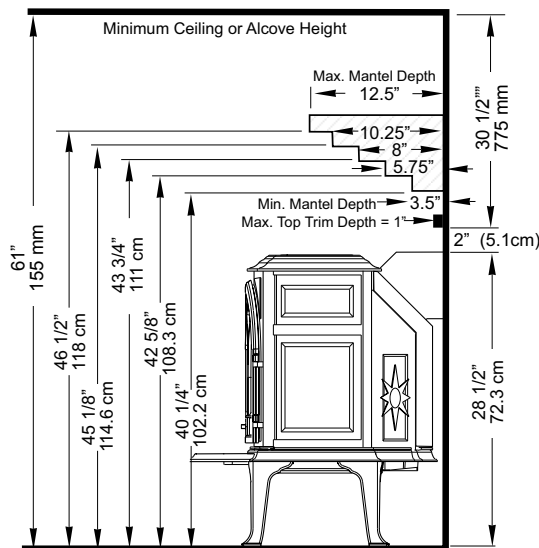 Minimum Ceiling or Alcove Height
Max. Mantel Depth
12.5”
10.25”
8”
5.75”
Min. Mantel Depth
3.5”
Max. Top Trim Depth = 1”
30 1/2””
775 mm
2” (5.1cm)
28 1/2”
72.3 cm
61”
155 mm
46 1/2”
118 cm
45 1/8”
114.6 cm
43 3/4”
111 cm
42 5/8”
108.3 cm
40 1/4”
102.2 cm